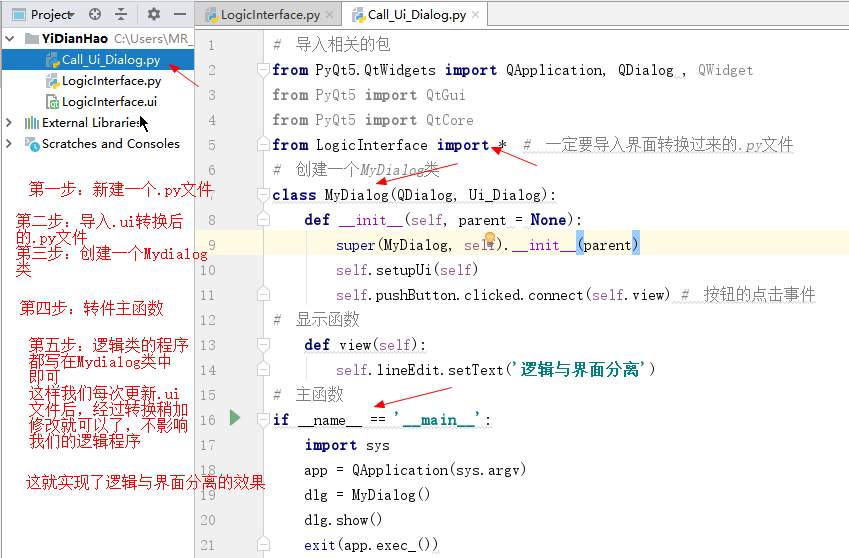 Project
LogicInterface.py
Call_Ui_Dialog.py
YiDianHao C:\Users\MR_
Call_Ui_Dialog.py
LogicInterface.py
LogicInterface.ui
External Libraries
Scratches and Consoles
第一步：新建一个.py文件
第二步：导入.ui转换后
的.py文件
第三步：创建一个Mydialog
类
第四步：转件主函数
第五步：逻辑类的程序
都写在Mydialog类中
即可
这样我们每次更新.ui
文件后，经过转换稍加
修改就可以了，不影响
我们的逻辑程序
这就实现了逻辑与界面分离的效果
1 # 导入相关的包
2 from PyQt5.QtWidgets import QApplication, QDialog , QWidget
3 from PyQt5 import QtGui
4 from PyQt5 import QtCore
5 from LogicInterface import * # 一定要导入界面转换过来的.py文件
6 # 创建一个MyDialog类
7 class MyDialog(QDialog, Ui_Dialog):
8 def __init__(self, parent = None):
9 super(MyDialog, self).__init__(parent)
10 self.setupUi(self)
11 self.pushButton.clicked.connect(self.view) # 按钮的点击事件
12 # 显示函数
13 def view(self):
14 self.lineEdit.setText('逻辑与界面分离')
15 # 主函数
16 if __name__ == '__main__':
17 import sys
18 app = QApplication(sys.argv)
19 dlg = MyDialog()
20 dlg.show()
21 exit(app.exec_())